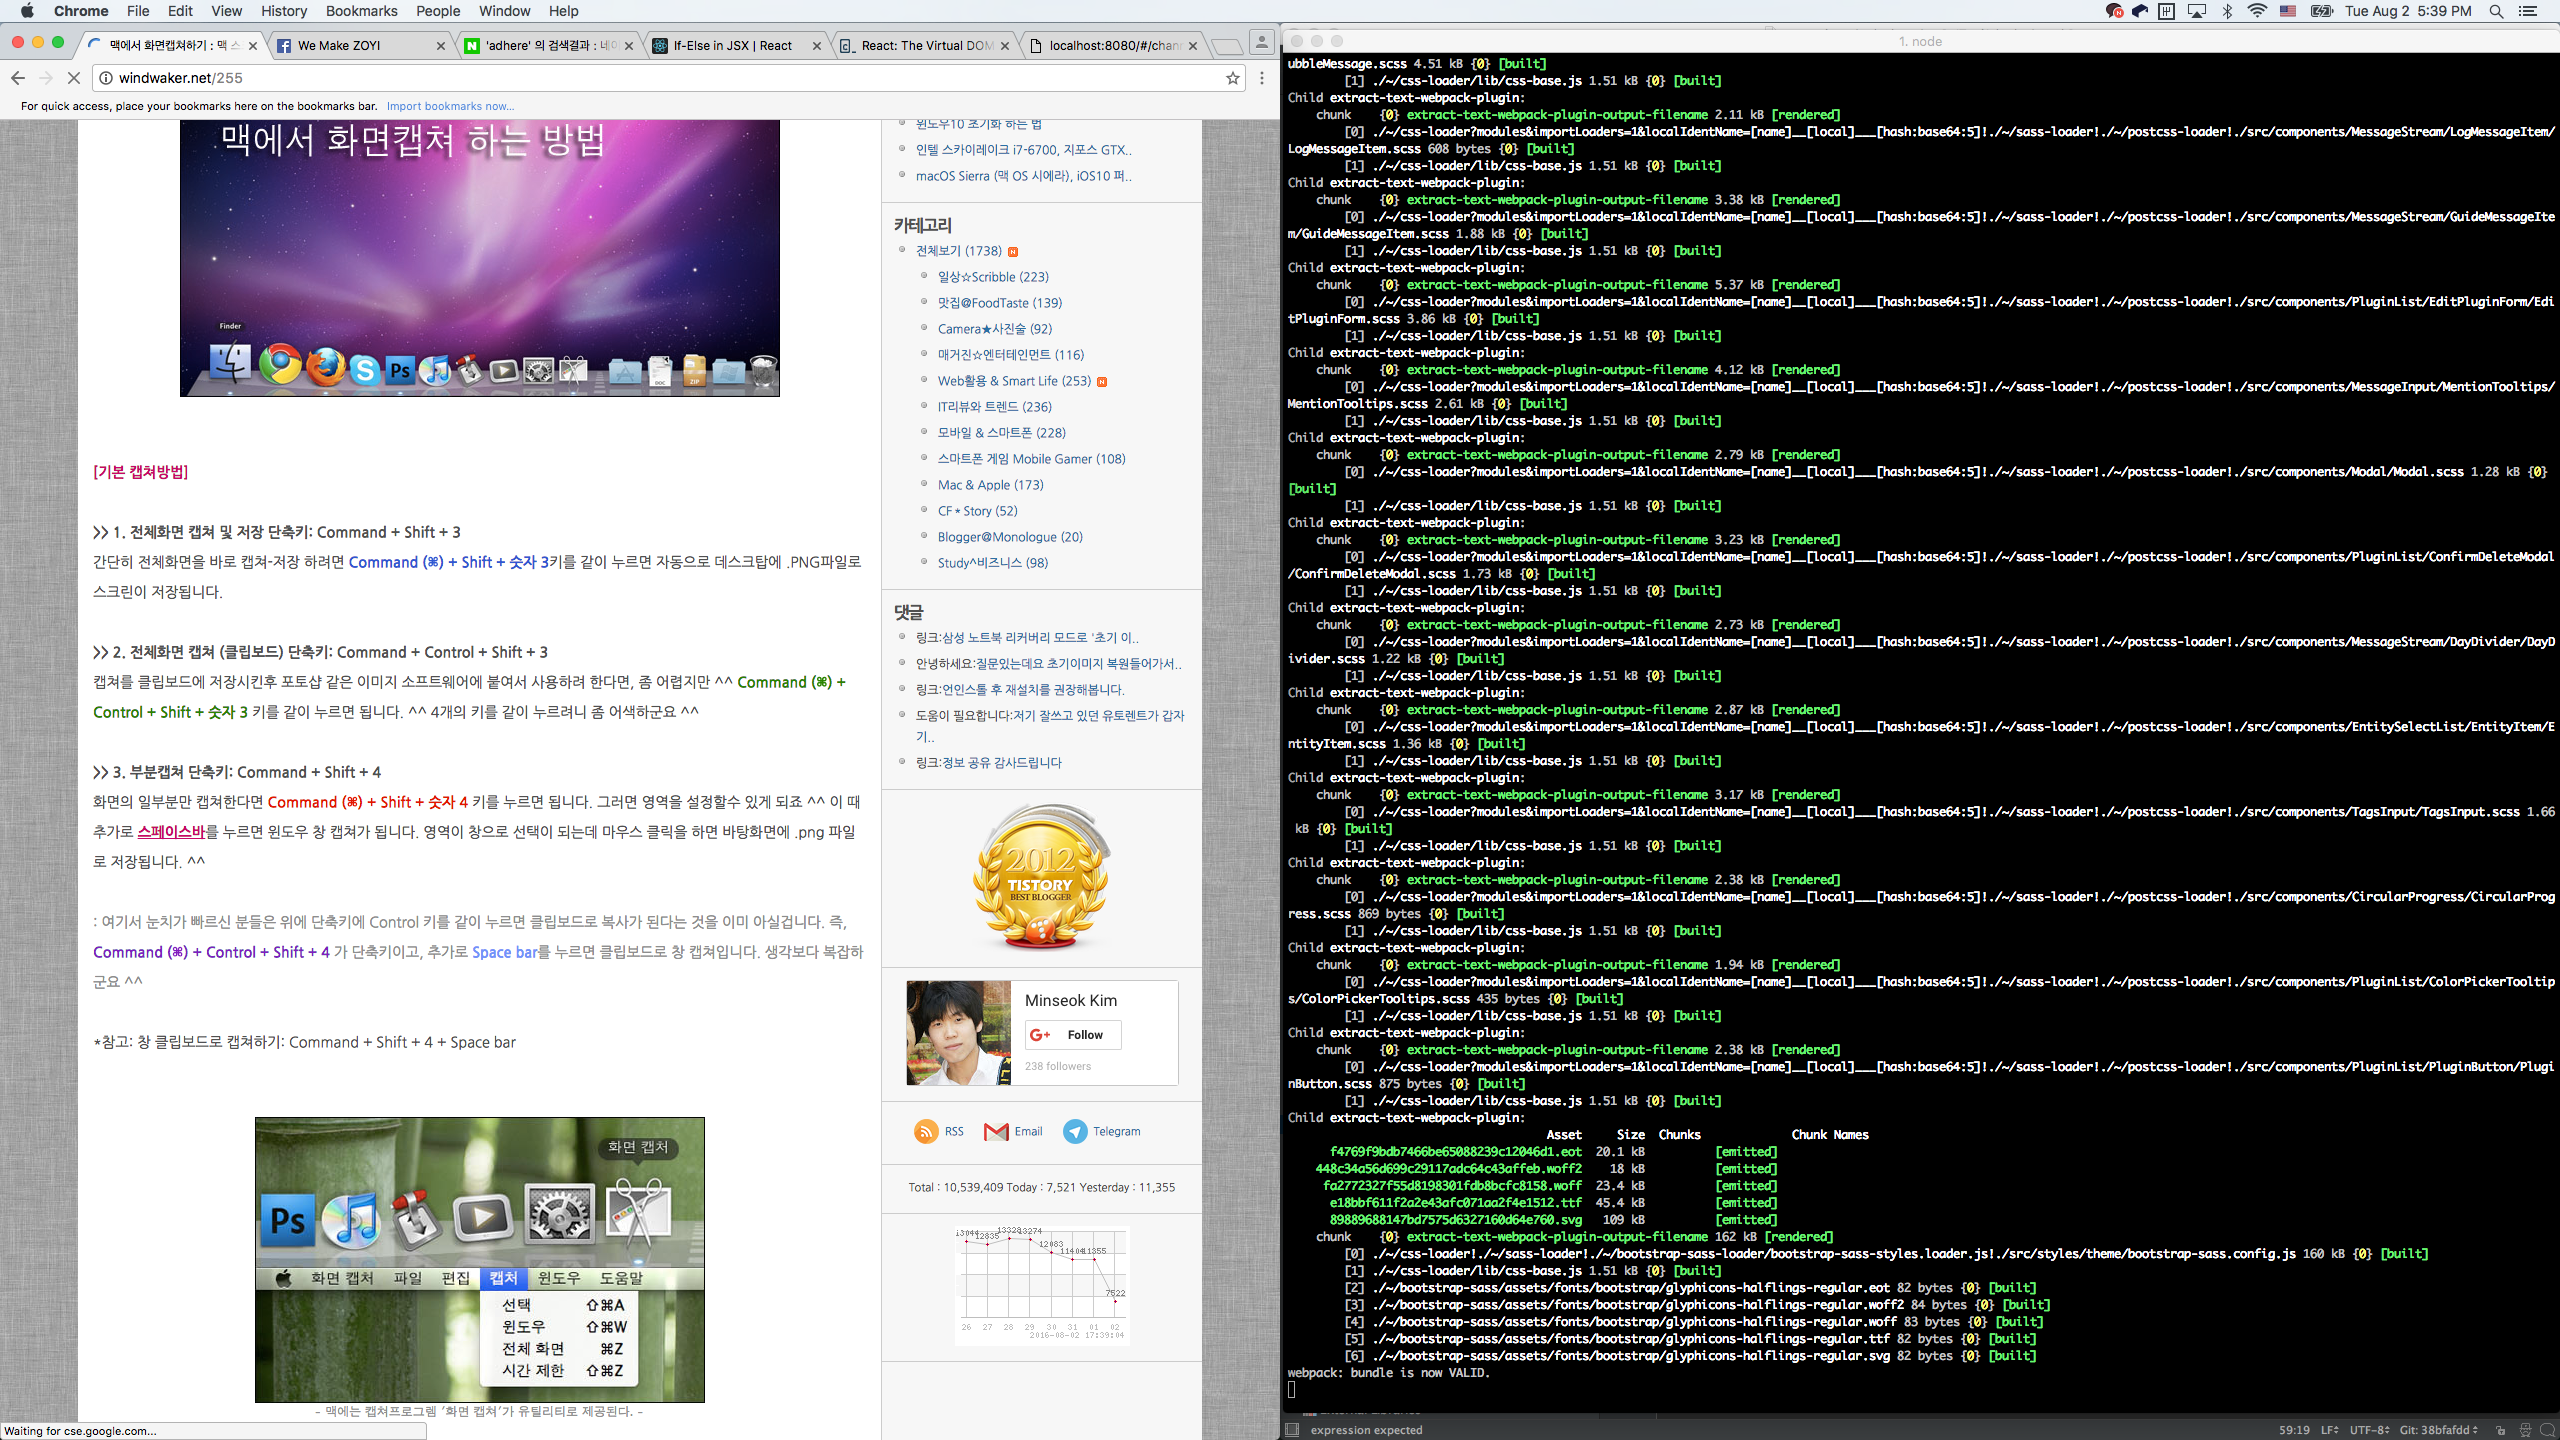 Chrome File Edit View History Bookmarks People Window Help
Tue Aug 2 5:39 PM
맥에서 화면캡쳐하기 : 맥 스
We Make ZOYI
'adhere' 의 검색결과 : 네이
If-Else in JSX | React
React: The Virtual DOM
localhost:8080/#/chann
windwaker.net/255
For quick access, place your bookmarks here on the bookmarks bar. Import bookmarks now...
맥에서 화면캡쳐 하는 방법
Finder
[기본 캡쳐방법]
>> 1. 전체화면 캡쳐 및 저장 단축키: Command + Shift + 3
간단히 전체화면을 바로 캡쳐-저장 하려면 Command (⌘) + Shift + 숫자 3키를 같이 누르면 자동으로 데스크탑에 .PNG파일로
스크린이 저장됩니다.
>> 2. 전체화면 캡쳐 (클립보드) 단축키: Command + Control + Shift + 3
캡쳐를 클립보드에 저장시킨후 포토샵 같은 이미지 소프트웨어에 붙여서 사용하려 한다면, 좀 어렵지만 ^^ Command (⌘) +
Control + Shift + 숫자 3 키를 같이 누르면 됩니다. ^^ 4개의 키를 같이 누르려니 좀 어색하군요 ^^
>> 3. 부분캡쳐 단축키: Command + Shift + 4
화면의 일부분만 캡쳐한다면 Command (⌘) + Shift + 숫자 4 키를 누르면 됩니다. 그러면 영역을 설정할수 있게 되죠 ^^ 이 때
추가로 스페이스바를 누르면 윈도우 창 캡쳐가 됩니다. 영역이 창으로 선택이 되는데 마우스 클릭을 하면 바탕화면에 .png 파일
로 저장됩니다. ^^
: 여기서 눈치가 빠르신 분들은 위에 단축키에 Control 키를 같이 누르면 클립보드로 복사가 된다는 것을 이미 아실겁니다. 즉,
Command (⌘) + Control + Shift + 4 가 단축키이고, 추가로 Space bar를 누르면 클립보드로 창 캡쳐입니다. 생각보다 복잡하
군요 ^^
*참고: 창 클립보드로 캡쳐하기: Command + Shift + 4 + Space bar
화면 캡처
Ps
화면 캡처 파일 편집 캡처 윈도우 도움말
선택 ⇧⌘A
윈도우 ⇧⌘W
전체 화면 ⌘Z
시간 제한 ⇧⌘Z
- 맥에는 캡쳐프로그램 '화면 캡쳐'가 유틸리티로 제공된다. -
Waiting for cse.google.com...
윈도우10 초기화 하는 법
인텔 스카이레이크 i7-6700, 지포스 GTX..
macOS Sierra (맥 OS 시에라), iOS10 퍼..
카테고리
전체보기 (1738)
일상☆Scribble (223)
맛집@FoodTaste (139)
Camera★사진술 (92)
매거진☆엔터테인먼트 (116)
Web활용 & Smart Life (253)
IT리뷰와 트렌드 (236)
모바일 & 스마트폰 (228)
스마트폰 게임 Mobile Gamer (108)
Mac & Apple (173)
CF * Story (52)
Blogger@Monologue (20)
Study^비즈니스 (98)
댓글
링크:삼성 노트북 리커버리 모드로 '초기 이..
안녕하세요:질문있는데요 초기이미지 복원들어가서..
링크:언인스톨 후 재설치를 권장해봅니다.
도움이 필요합니다:저기 잘쓰고 있던 유토렌트가 갑자
기..
링크:정보 공유 감사드립니다
2012
TISTORY
BEST BLOGGER
Minseok Kim
G+ Follow
238 followers
RSS Email Telegram
Total : 10,539,409 Today : 7,521 Yesterday : 11,355
13044 12835 13328 13274 12083 11404 11355 7522
26 27 28 29 30 31 01 02
2016-08-02 17:39:04
1. node
ubbleMessage.scss 4.51 kB {0} [built]
[1] ./~/css-loader/lib/css-base.js 1.51 kB {0} [built]
Child extract-text-webpack-plugin:
chunk {0} extract-text-webpack-plugin-output-filename 2.11 kB [rendered]
[0] ./~/css-loader?modules&importLoaders=1&localIdentName=[name]__[local]___[hash:base64:5]!./~/sass-loader!./~/postcss-loader!./src/components/MessageStream/LogMessageItem/
LogMessageItem.scss 608 bytes {0} [built]
[1] ./~/css-loader/lib/css-base.js 1.51 kB {0} [built]
Child extract-text-webpack-plugin:
chunk {0} extract-text-webpack-plugin-output-filename 3.38 kB [rendered]
[0] ./~/css-loader?modules&importLoaders=1&localIdentName=[name]__[local]___[hash:base64:5]!./~/sass-loader!./~/postcss-loader!./src/components/MessageStream/GuideMessageIte
m/GuideMessageItem.scss 1.88 kB {0} [built]
[1] ./~/css-loader/lib/css-base.js 1.51 kB {0} [built]
Child extract-text-webpack-plugin:
chunk {0} extract-text-webpack-plugin-output-filename 5.37 kB [rendered]
[0] ./~/css-loader?modules&importLoaders=1&localIdentName=[name]__[local]___[hash:base64:5]!./~/sass-loader!./~/postcss-loader!./src/components/PluginList/EditPluginForm/Edi
tPluginForm.scss 3.86 kB {0} [built]
[1] ./~/css-loader/lib/css-base.js 1.51 kB {0} [built]
Child extract-text-webpack-plugin:
chunk {0} extract-text-webpack-plugin-output-filename 4.12 kB [rendered]
[0] ./~/css-loader?modules&importLoaders=1&localIdentName=[name]__[local]___[hash:base64:5]!./~/sass-loader!./~/postcss-loader!./src/components/MessageInput/MentionTooltips/
MentionTooltips.scss 2.61 kB {0} [built]
[1] ./~/css-loader/lib/css-base.js 1.51 kB {0} [built]
Child extract-text-webpack-plugin:
chunk {0} extract-text-webpack-plugin-output-filename 2.79 kB [rendered]
[0] ./~/css-loader?modules&importLoaders=1&localIdentName=[name]__[local]___[hash:base64:5]!./~/sass-loader!./~/postcss-loader!./src/components/Modal/Modal.scss 1.28 kB {0}
[built]
[1] ./~/css-loader/lib/css-base.js 1.51 kB {0} [built]
Child extract-text-webpack-plugin:
chunk {0} extract-text-webpack-plugin-output-filename 3.23 kB [rendered]
[0] ./~/css-loader?modules&importLoaders=1&localIdentName=[name]__[local]___[hash:base64:5]!./~/sass-loader!./~/postcss-loader!./src/components/PluginList/ConfirmDeleteModal
/ConfirmDeleteModal.scss 1.73 kB {0} [built]
[1] ./~/css-loader/lib/css-base.js 1.51 kB {0} [built]
Child extract-text-webpack-plugin:
chunk {0} extract-text-webpack-plugin-output-filename 2.73 kB [rendered]
[0] ./~/css-loader?modules&importLoaders=1&localIdentName=[name]__[local]___[hash:base64:5]!./~/sass-loader!./~/postcss-loader!./src/components/MessageStream/DayDivider/DayD
ivider.scss 1.22 kB {0} [built]
[1] ./~/css-loader/lib/css-base.js 1.51 kB {0} [built]
Child extract-text-webpack-plugin:
chunk {0} extract-text-webpack-plugin-output-filename 2.87 kB [rendered]
[0] ./~/css-loader?modules&importLoaders=1&localIdentName=[name]__[local]___[hash:base64:5]!./~/sass-loader!./~/postcss-loader!./src/components/EntitySelectList/EntityItem/E
ntityItem.scss 1.36 kB {0} [built]
[1] ./~/css-loader/lib/css-base.js 1.51 kB {0} [built]
Child extract-text-webpack-plugin:
chunk {0} extract-text-webpack-plugin-output-filename 3.17 kB [rendered]
[0] ./~/css-loader?modules&importLoaders=1&localIdentName=[name]__[local]___[hash:base64:5]!./~/sass-loader!./~/postcss-loader!./src/components/TagsInput/TagsInput.scss 1.66
kB {0} [built]
[1] ./~/css-loader/lib/css-base.js 1.51 kB {0} [built]
Child extract-text-webpack-plugin:
chunk {0} extract-text-webpack-plugin-output-filename 2.38 kB [rendered]
[0] ./~/css-loader?modules&importLoaders=1&localIdentName=[name]__[local]___[hash:base64:5]!./~/sass-loader!./~/postcss-loader!./src/components/CircularProgress/CircularProg
ress.scss 869 bytes {0} [built]
[1] ./~/css-loader/lib/css-base.js 1.51 kB {0} [built]
Child extract-text-webpack-plugin:
chunk {0} extract-text-webpack-plugin-output-filename 1.94 kB [rendered]
[0] ./~/css-loader?modules&importLoaders=1&localIdentName=[name]__[local]___[hash:base64:5]!./~/sass-loader!./~/postcss-loader!./src/components/PluginList/ColorPickerTooltip
s/ColorPickerTooltips.scss 435 bytes {0} [built]
[1] ./~/css-loader/lib/css-base.js 1.51 kB {0} [built]
Child extract-text-webpack-plugin:
chunk {0} extract-text-webpack-plugin-output-filename 2.38 kB [rendered]
[0] ./~/css-loader?modules&importLoaders=1&localIdentName=[name]__[local]___[hash:base64:5]!./~/sass-loader!./~/postcss-loader!./src/components/PluginList/PluginButton/Plugi
nButton.scss 875 bytes {0} [built]
[1] ./~/css-loader/lib/css-base.js 1.51 kB {0} [built]
Child extract-text-webpack-plugin:
Asset Size Chunks Chunk Names
f4769f9bdb7466be65088239c12046d1.eot 20.1 kB [emitted]
448c34a56d699c29117adc64c43affeb.woff2 18 kB [emitted]
fa2772327f55d8198301fdb8bcfc8158.woff 23.4 kB [emitted]
e18bbf611f2a2e43afc071aa2f4e1512.ttf 45.4 kB [emitted]
89889688147bd7575d6327160d64e760.svg 109 kB [emitted]
chunk {0} extract-text-webpack-plugin-output-filename 162 kB [rendered]
[0] ./~/css-loader!./~/sass-loader!./~/bootstrap-sass-loader/bootstrap-sass-styles.loader.js!./src/styles/theme/bootstrap-sass.config.js 160 kB {0} [built]
[1] ./~/css-loader/lib/css-base.js 1.51 kB {0} [built]
[2] ./~/bootstrap-sass/assets/fonts/bootstrap/glyphicons-halflings-regular.eot 82 bytes {0} [built]
[3] ./~/bootstrap-sass/assets/fonts/bootstrap/glyphicons-halflings-regular.woff2 84 bytes {0} [built]
[4] ./~/bootstrap-sass/assets/fonts/bootstrap/glyphicons-halflings-regular.woff 83 bytes {0} [built]
[5] ./~/bootstrap-sass/assets/fonts/bootstrap/glyphicons-halflings-regular.ttf 82 bytes {0} [built]
[6] ./~/bootstrap-sass/assets/fonts/bootstrap/glyphicons-halflings-regular.svg 82 bytes {0} [built]
webpack: bundle is now VALID.
expression expected
59:19 LF UTF-8 Git: 38bfafdd